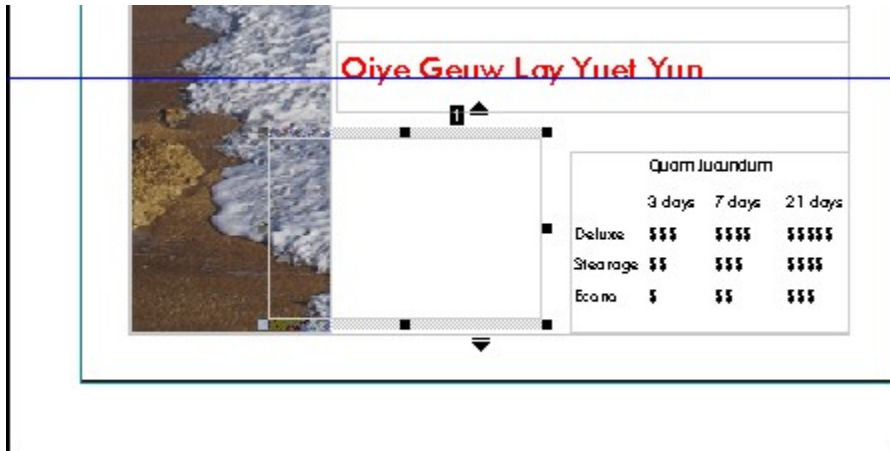 Oiye Geuw Lay Yuet Yun
1
Quam Jucundum
3 days 7 days 21 days
Deluxe $$$ $$$$ $$$$$
Stearage $$ $$$ $$$$
Econo $ $$ $$$